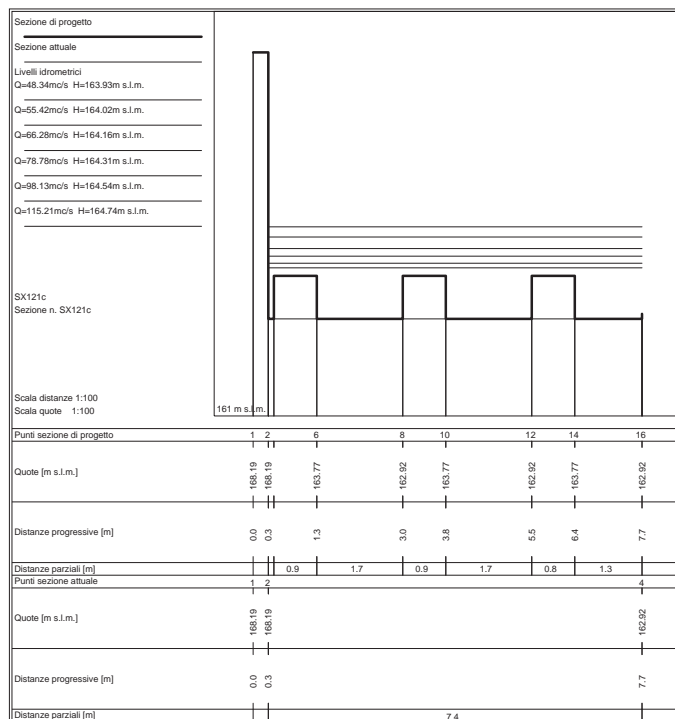 Sezione di progetto
Sezione attuale
Livelli idrometrici
Q=48.34mc/s H=163.93m s.l.m.
Q=55.42mc/s H=164.02m s.l.m.
Q=66.28mc/s H=164.16m s.l.m.
Q=78.78mc/s H=164.31m s.l.m.
Q=98.13mc/s H=164.54m s.l.m.
Q=115.21mc/s H=164.74m s.l.m.
SX121c
Sezione n. SX121c
Scala distanze 1:100
Scala quote 1:100
161 m s.l.m.
Punti sezione di progetto 1 2 6 8 10 12 14 16
Quote [m s.l.m.] 168.19 168.19 163.77 162.92 163.77 162.92 163.77 162.92
Distanze progressive [m] 0.0 0.3 1.3 3.0 3.8 5.5 6.4 7.7
Distanze parziali [m] 0.9 1.7 0.9 1.7 0.8 1.3
Punti sezione attuale 1 2 4
Quote [m s.l.m.] 168.19 168.19 162.92
Distanze progressive [m] 0.0 0.3 7.7
Distanze parziali [m] 7.4